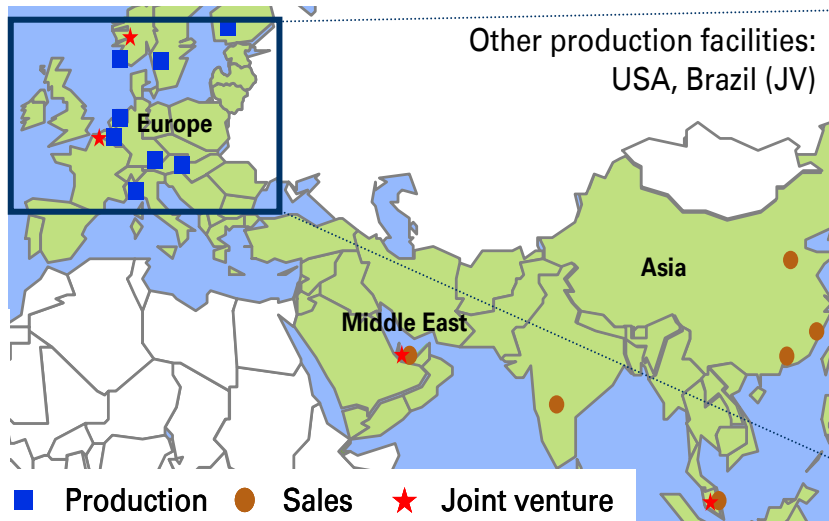 Other production facilities:
USA, Brazil (JV)
Europe
Asia
Middle East
Production
Sales
Joint venture